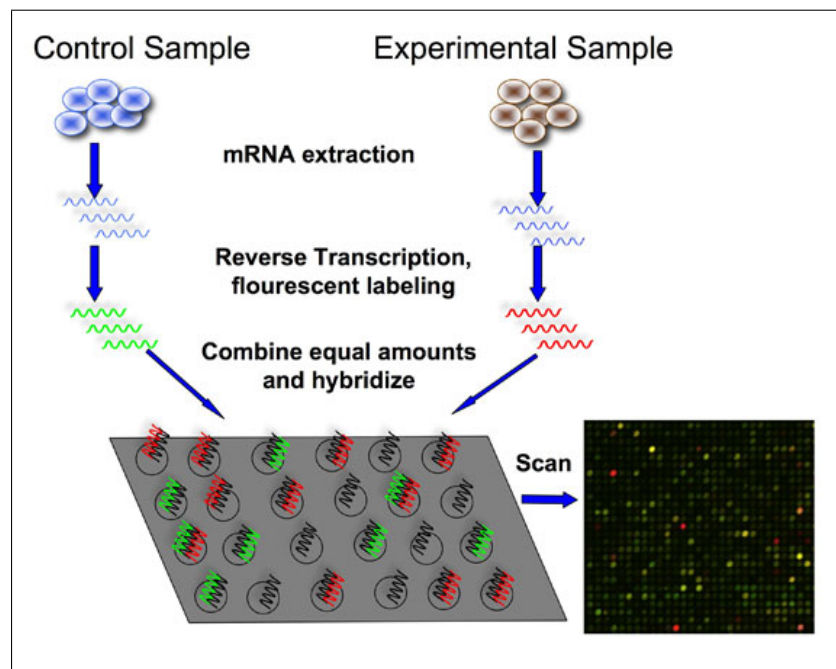 Control Sample
Experimental Sample
mRNA extraction
Reverse Transcription,
flourescent labeling
Combine equal amounts
and hybridize
Scan